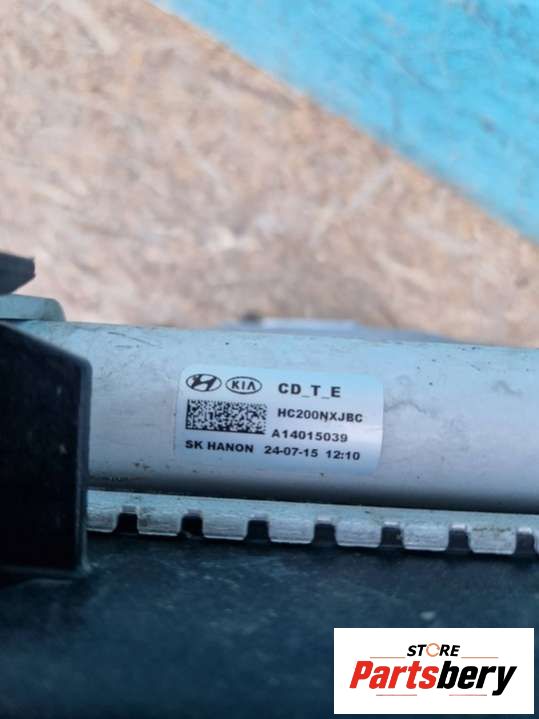 KIA CD_T_E
HC200NXJBC
A14015039
SK HANON 24-07-15 12:10
STORE
Partsbery